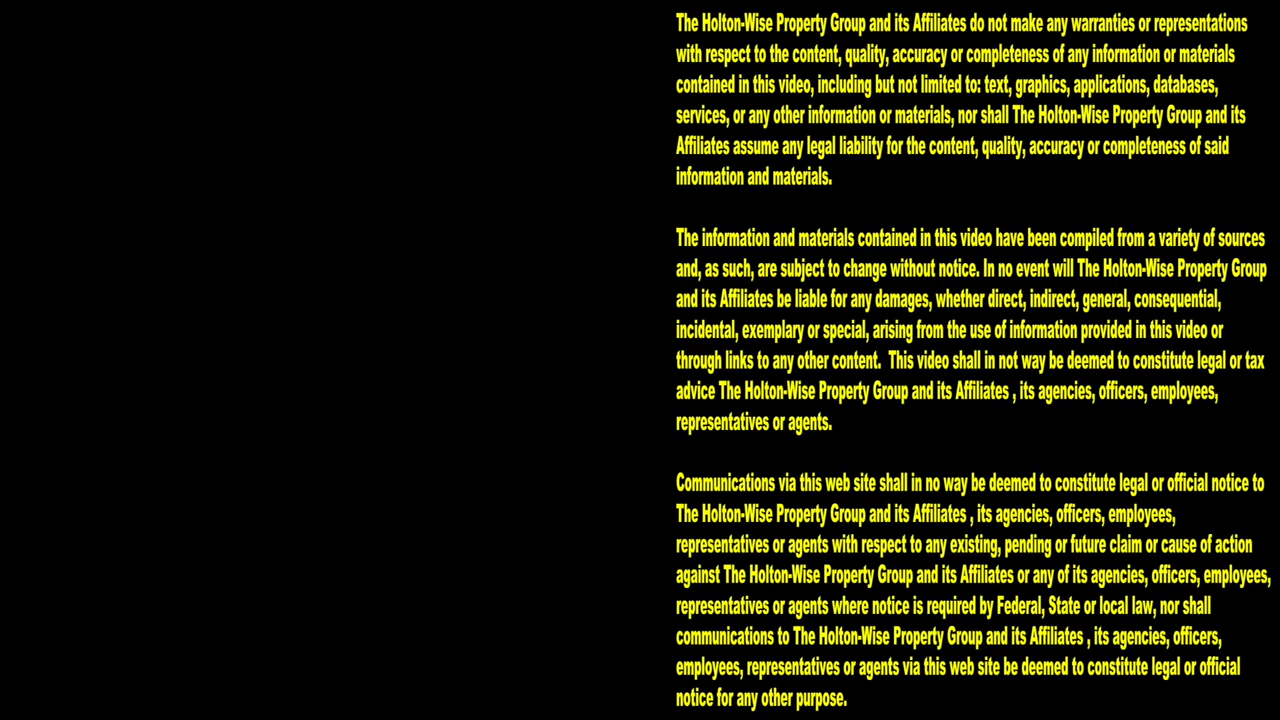 The Holton-Wise Property Group and its Affiliates do not make any warranties or representations
with respect to the content, quality, accuracy or completeness of any information or materials
contained in this video, including but not limited to: text, graphics, applications, databases,
services, or any other information or materials, nor shall The Holton-Wise Property Group and its
Affiliates assume any legal liability for the content, quality, accuracy or completeness of said
information and materials.
The information and materials contained in this video have been compiled from a variety of sources
and, as such, are subject to change without notice. In no event will The Holton-Wise Property Group
and its Affiliates be liable for any damages, whether direct, indirect, general, consequential,
incidental, exemplary or special, arising from the use of information provided in this video or
through links to any other content.  This video shall in not way be deemed to constitute legal or tax
advice The Holton-Wise Property Group and its Affiliates , its agencies, officers, employees,
representatives or agents.
Communications via this web site shall in no way be deemed to constitute legal or official notice to
The Holton-Wise Property Group and its Affiliates , its agencies, officers, employees,
representatives or agents with respect to any existing, pending or future claim or cause of action
against The Holton-Wise Property Group and its Affiliates or any of its agencies, officers, employees,
representatives or agents where notice is required by Federal, State or local law, nor shall
communications to The Holton-Wise Property Group and its Affiliates , its agencies, officers,
employees, representatives or agents via this web site be deemed to constitute legal or official
notice for any other purpose.